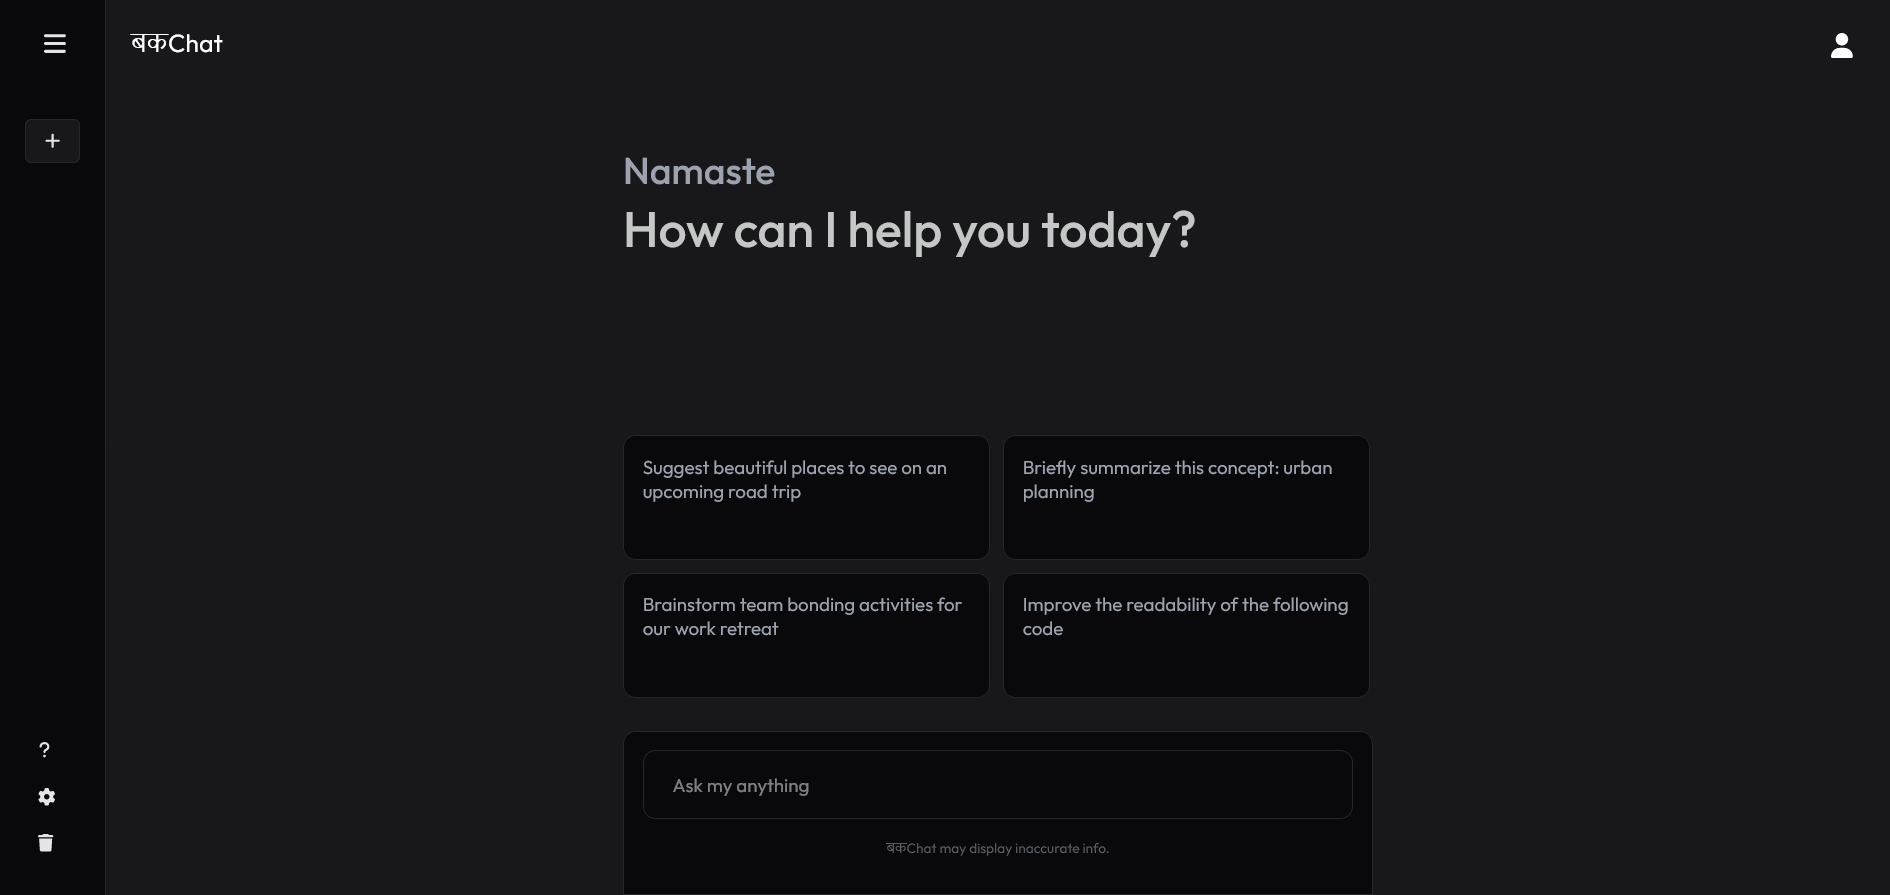 बकChat
Namaste
How can I help you today?
Suggest beautiful places to see on an
upcoming road trip
Briefly summarize this concept: urban
planning
Brainstorm team bonding activities for
our work retreat
Improve the readability of the following
code
Ask my anything
बकChat may display inaccurate info.